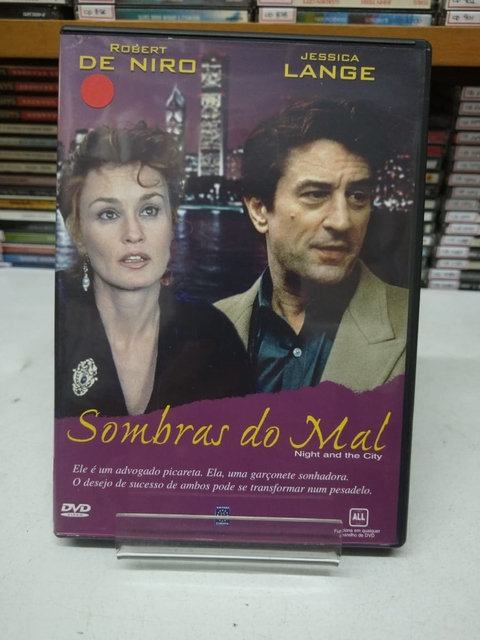 ROBERT
DE NIRO
JESSICA
LANGE
Sombras do Mal
Night and the City
Ele é um advogado picareta. Ela, uma garçonete sonhadora.
O desejo de sucesso de ambos pode se transformar num pesadelo.
DVD
ALL